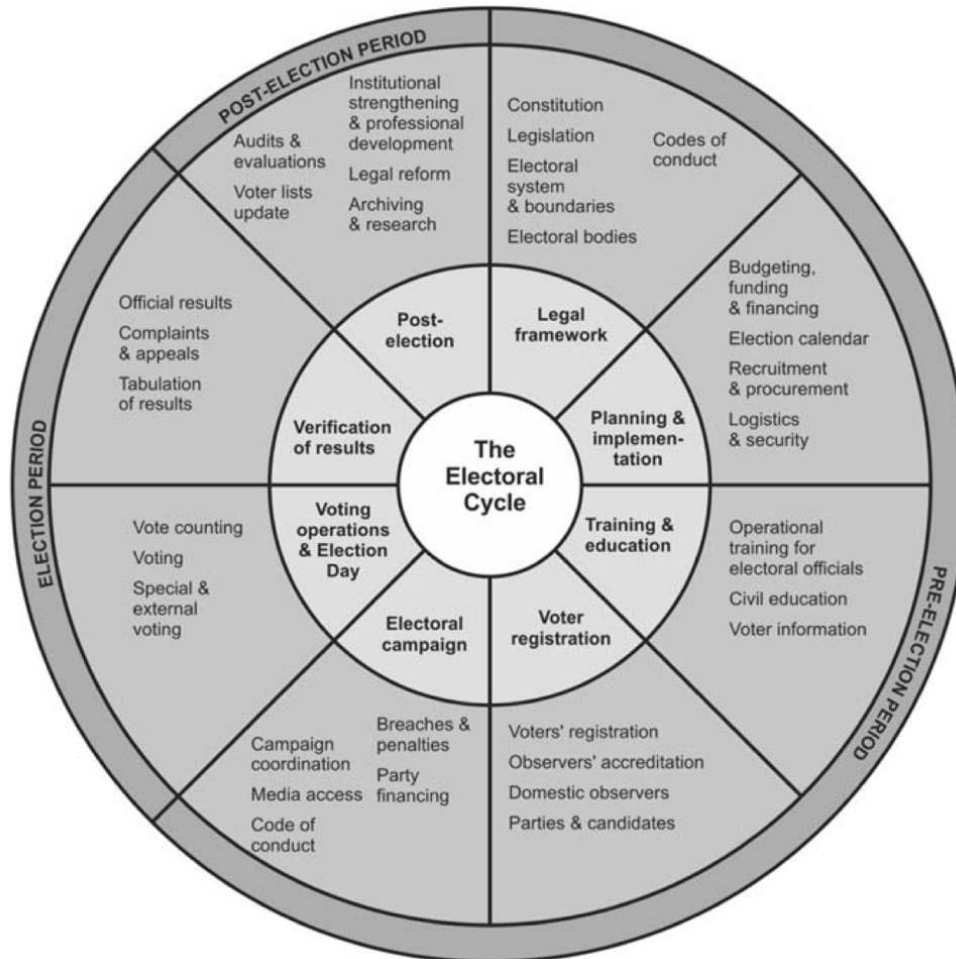 POST-ELECTION PERIOD
Institutional
strengthening
& professional
development
Legal reform
Archiving
& research
Audits &
evaluations
Voter lists
update
Constitution
Legislation
Electoral
system
& boundaries
Electoral bodies
Codes of
conduct
Budgeting,
funding
& financing
Election calendar
Recruitment
& procurement
Logistics
& security
Official results
Complaints
& appeals
Tabulation
of results
Post-
election
Legal
framework
Verification
of results
Planning &
implemen-
tation
The
Electoral
Cycle
ELECTION PERIOD
Voting
operations
& Election
Day
Training &
education
Electoral
campaign
Voter
registration
Vote counting
Voting
Special &
external
voting
Operational
training for
electoral officials
Civil education
Voter information
PRE-ELECTION PERIOD
Campaign
coordination
Media access
Code of
conduct
Breaches &
penalties
Party
financing
Voters' registration
Observers' accreditation
Domestic observers
Parties & candidates